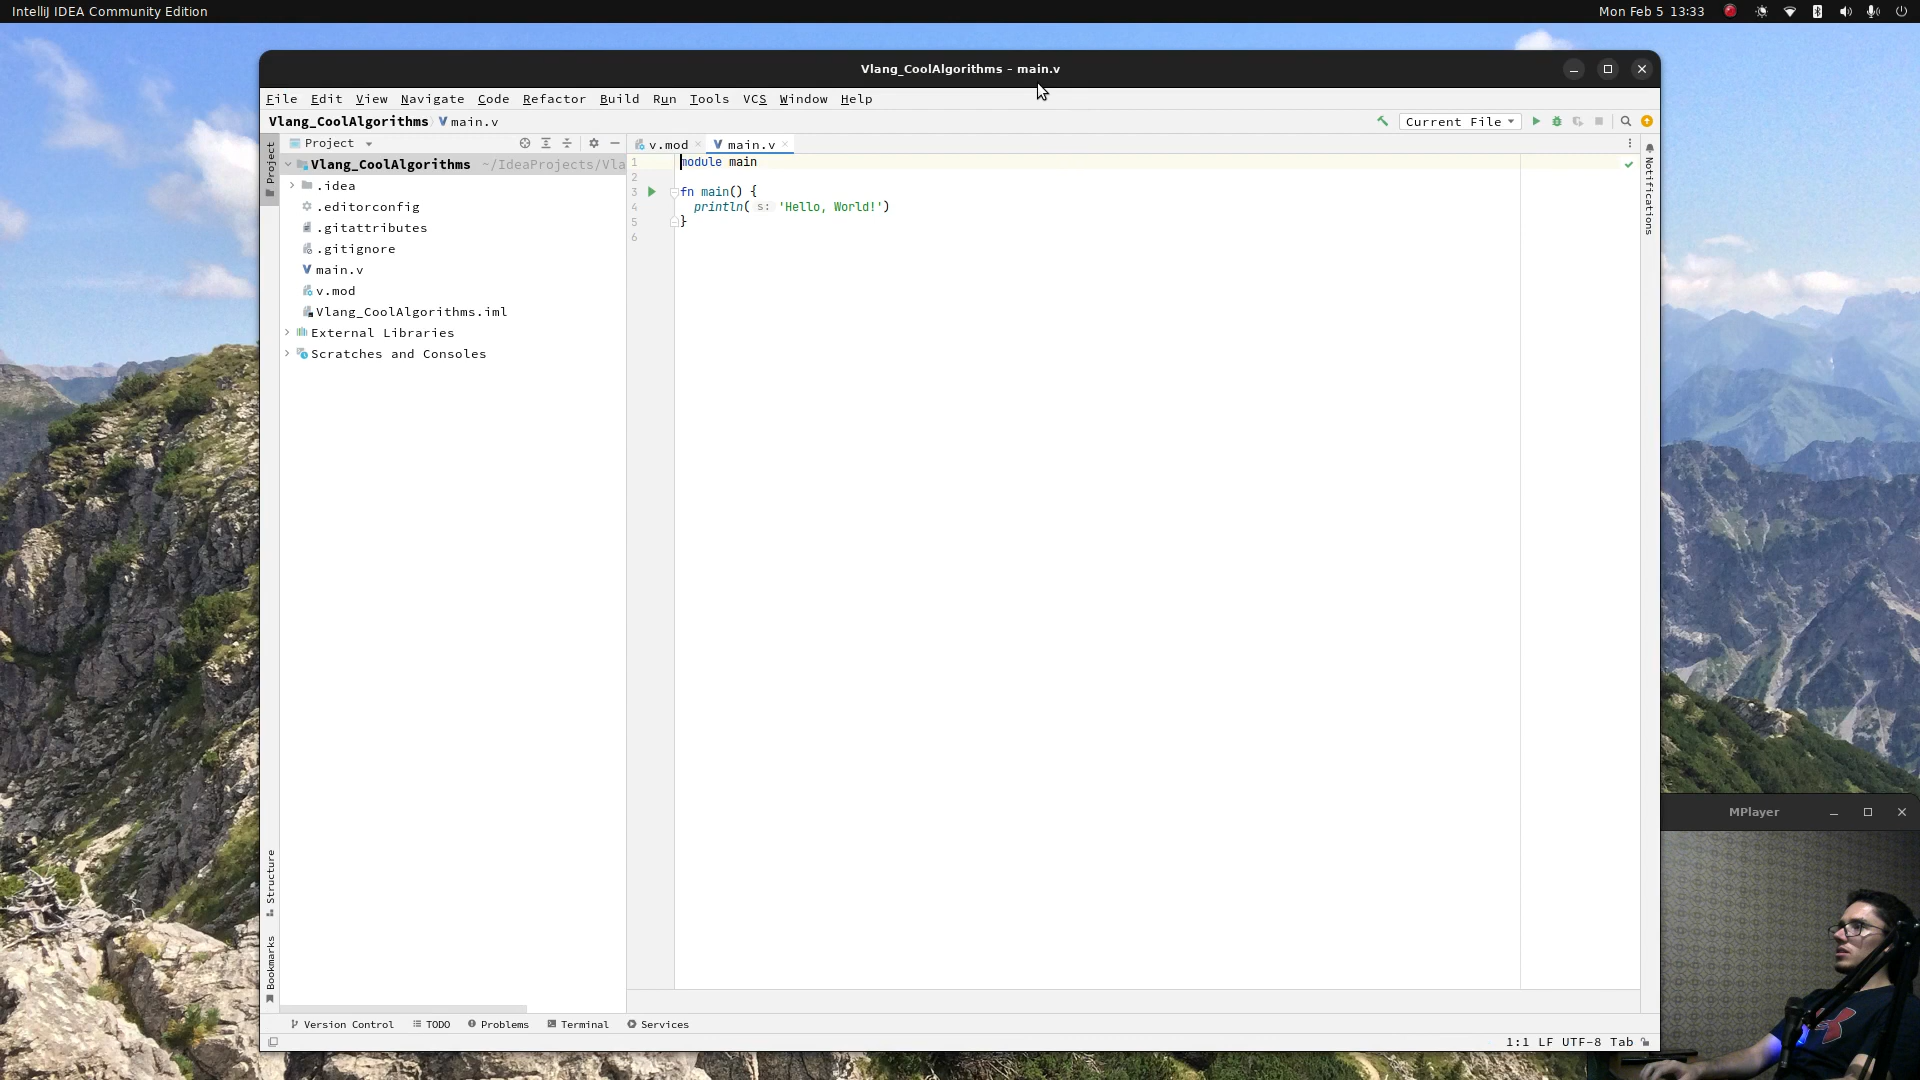 IntelliJ IDEA Community Edition
Mon Feb 5 13:33
Vlang_CoolAlgorithms – main.v
File Edit View Navigate Code Refactor Build Run Tools VCS Window Help
Vlang_CoolAlgorithms main.v
Current File
Project
Project
v.mod
main.v
Vlang_CoolAlgorithms ~/IdeaProjects/Vla
.idea
.editorconfig
.gitattributes
.gitignore
main.v
v.mod
Vlang_CoolAlgorithms.iml
External Libraries
Scratches and Consoles
1 module main
2
3 fn main() {
4 println( s: 'Hello, World!')
5 }
6
Notifications
Structure
Bookmarks
MPlayer
Version Control TODO Problems Terminal Services
1:1 LF UTF-8 Tab